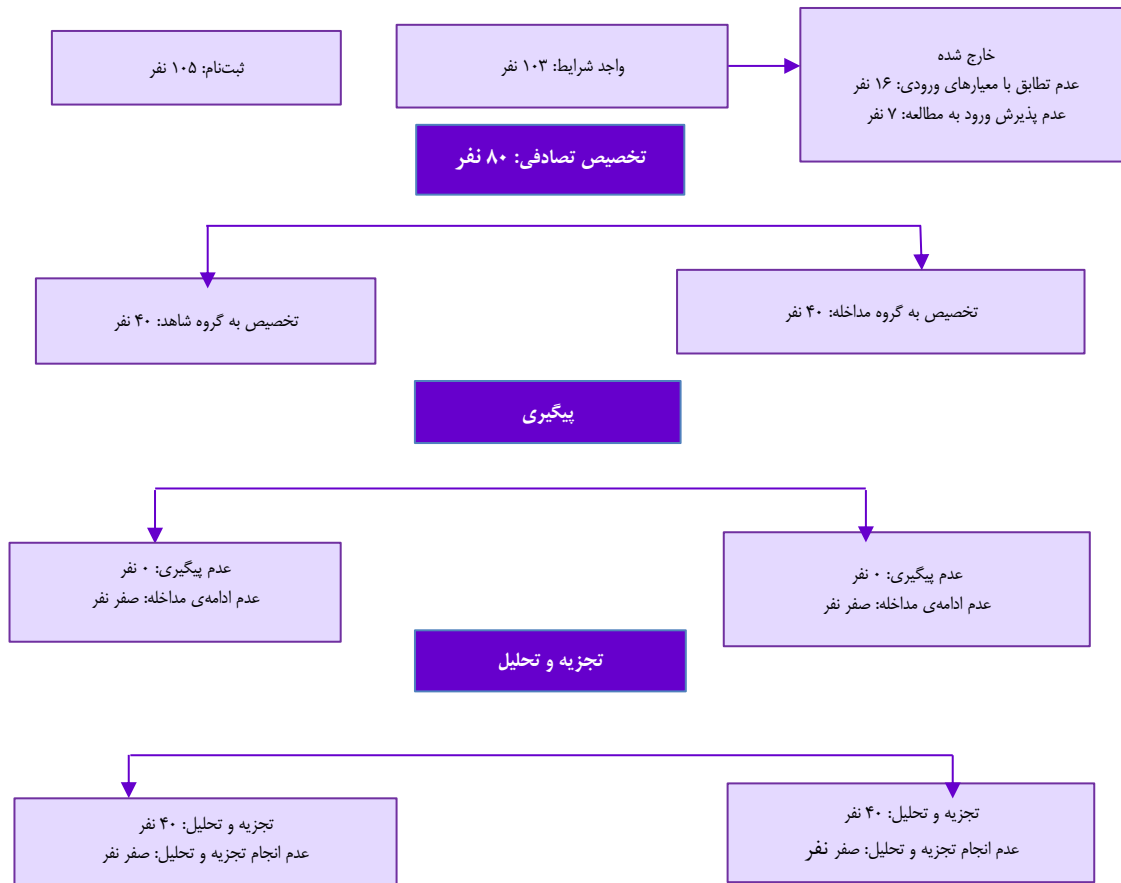 ثبت‌نام: ۱۰۵ نفر
واجد شرایط: ۱۰۳ نفر
خارج شده
عدم تطابق با معیارهای ورودی: ۱۶ نفر
عدم پذیرش ورود به مطالعه: ۷ نفر
تخصیص تصادفی: ۸۰ نفر
تخصیص به گروه مداخله: ۴۰ نفر
تخصیص به گروه شاهد: ۴۰ نفر
پیگیری
عدم پیگیری: ۰ نفر
عدم ادامه‌ی مداخله: صفر نفر
عدم پیگیری: ۰ نفر
عدم ادامه‌ی مداخله: صفر نفر
تجزیه و تحلیل
تجزیه و تحلیل: ۴۰ نفر
عدم انجام تجزیه و تحلیل: صفر نفر
تجزیه و تحلیل: ۴۰ نفر
عدم انجام تجزیه و تحلیل: صفر نفر